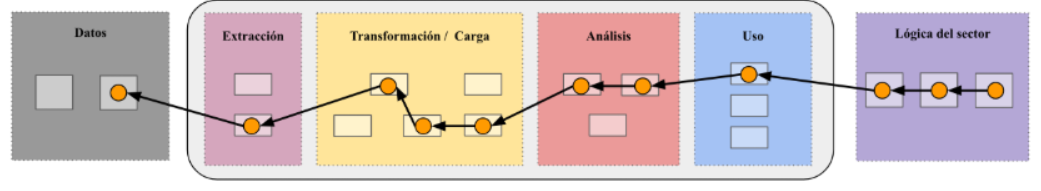 Datos
Extracción
Transformación / Carga
Análisis
Uso
Lógica del sector